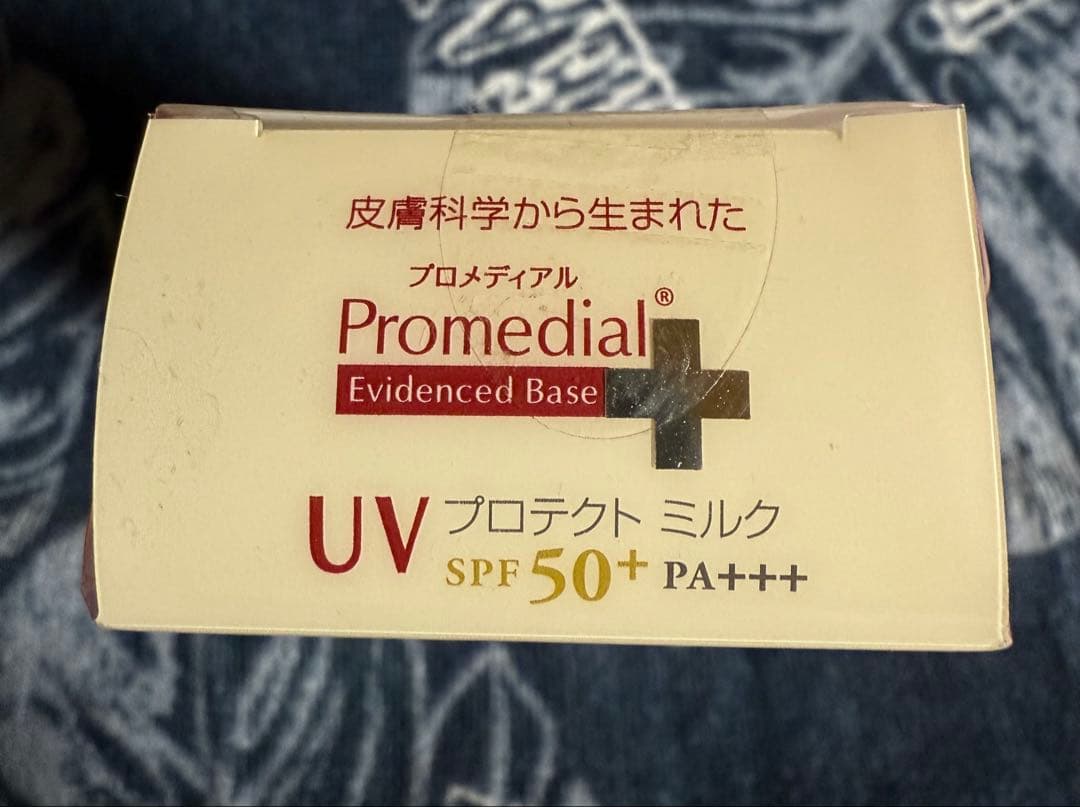 皮膚科学から生まれた
プロメディアル
Promedial®
Evidenced Base
UV プロテクト ミルク
SPF 50+ PA+++